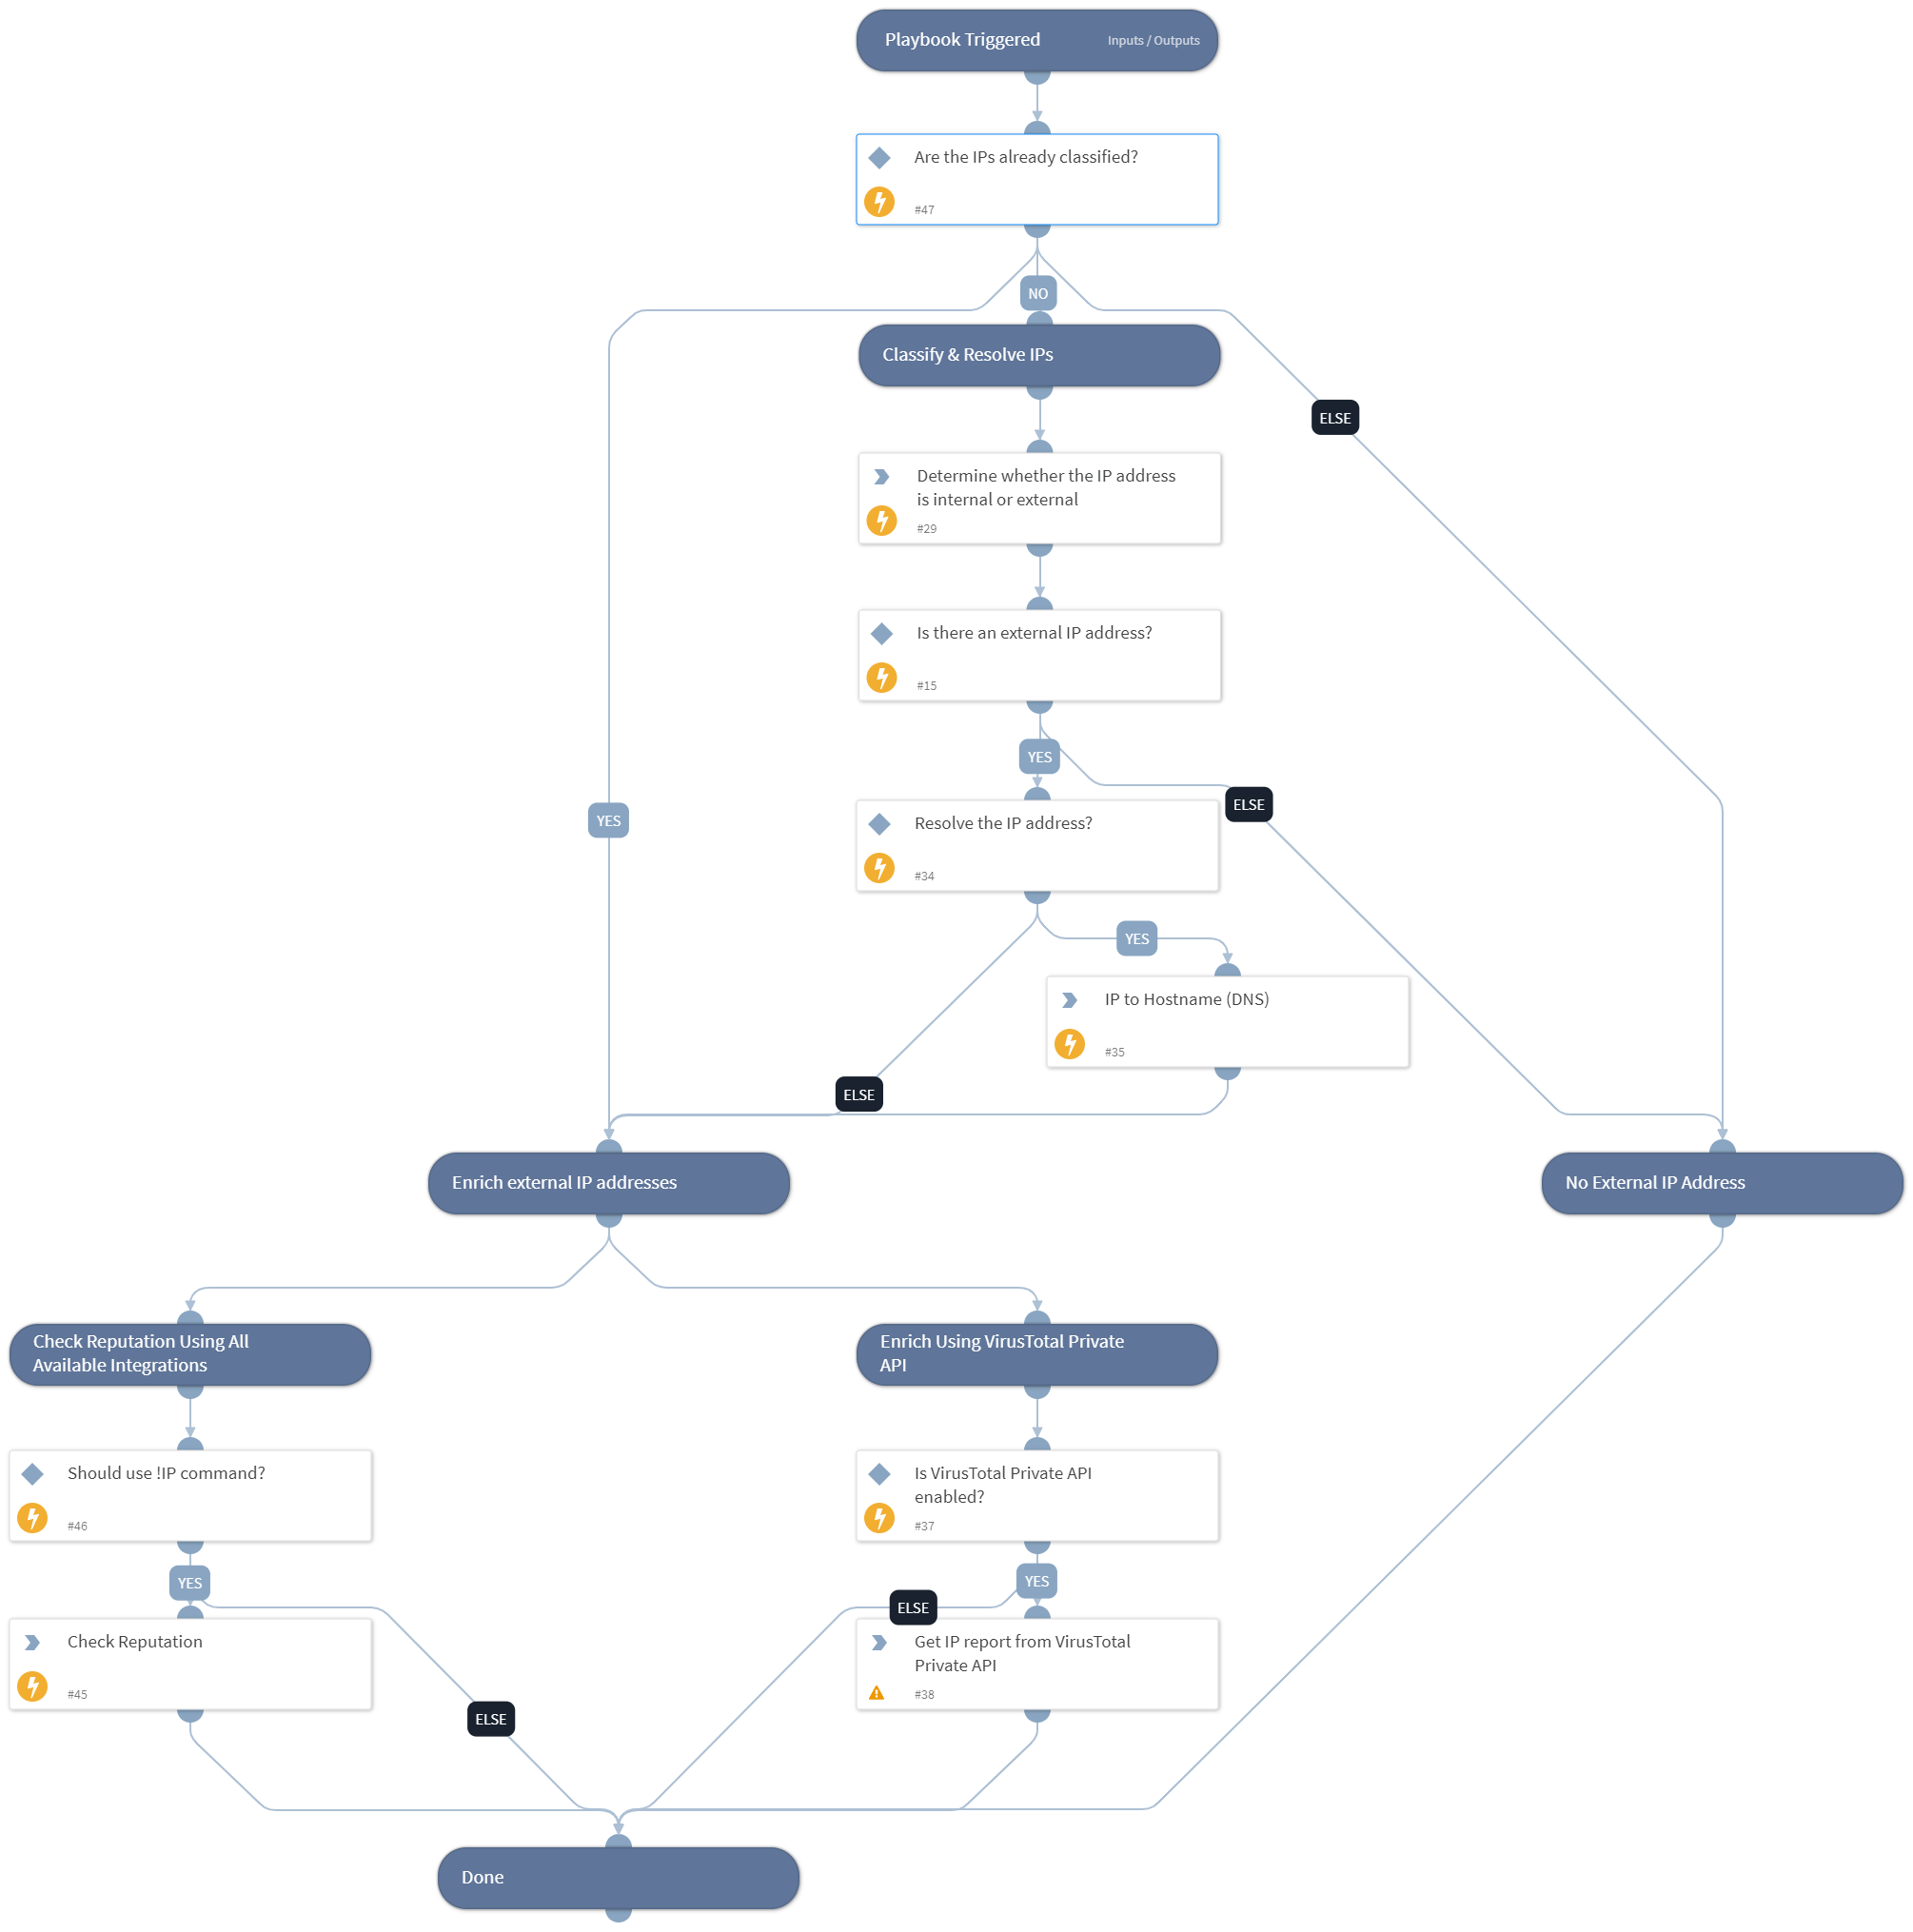 Playbook Triggered
Inputs / Outputs
Are the IPs already classified?
#47
NO
Classify & Resolve IPs
ELSE
Determine whether the IP address
is internal or external
#29
Is there an external IP address?
#15
YES
ELSE
YES
Resolve the IP address?
#34
YES
IP to Hostname (DNS)
#35
ELSE
Enrich external IP addresses
No External IP Address
Check Reputation Using All
Available Integrations
Enrich Using VirusTotal Private
API
Should use !IP command?
#46
Is VirusTotal Private API
enabled?
#37
YES
YES
ELSE
Check Reputation
#45
Get IP report from VirusTotal
Private API
#38
ELSE
Done